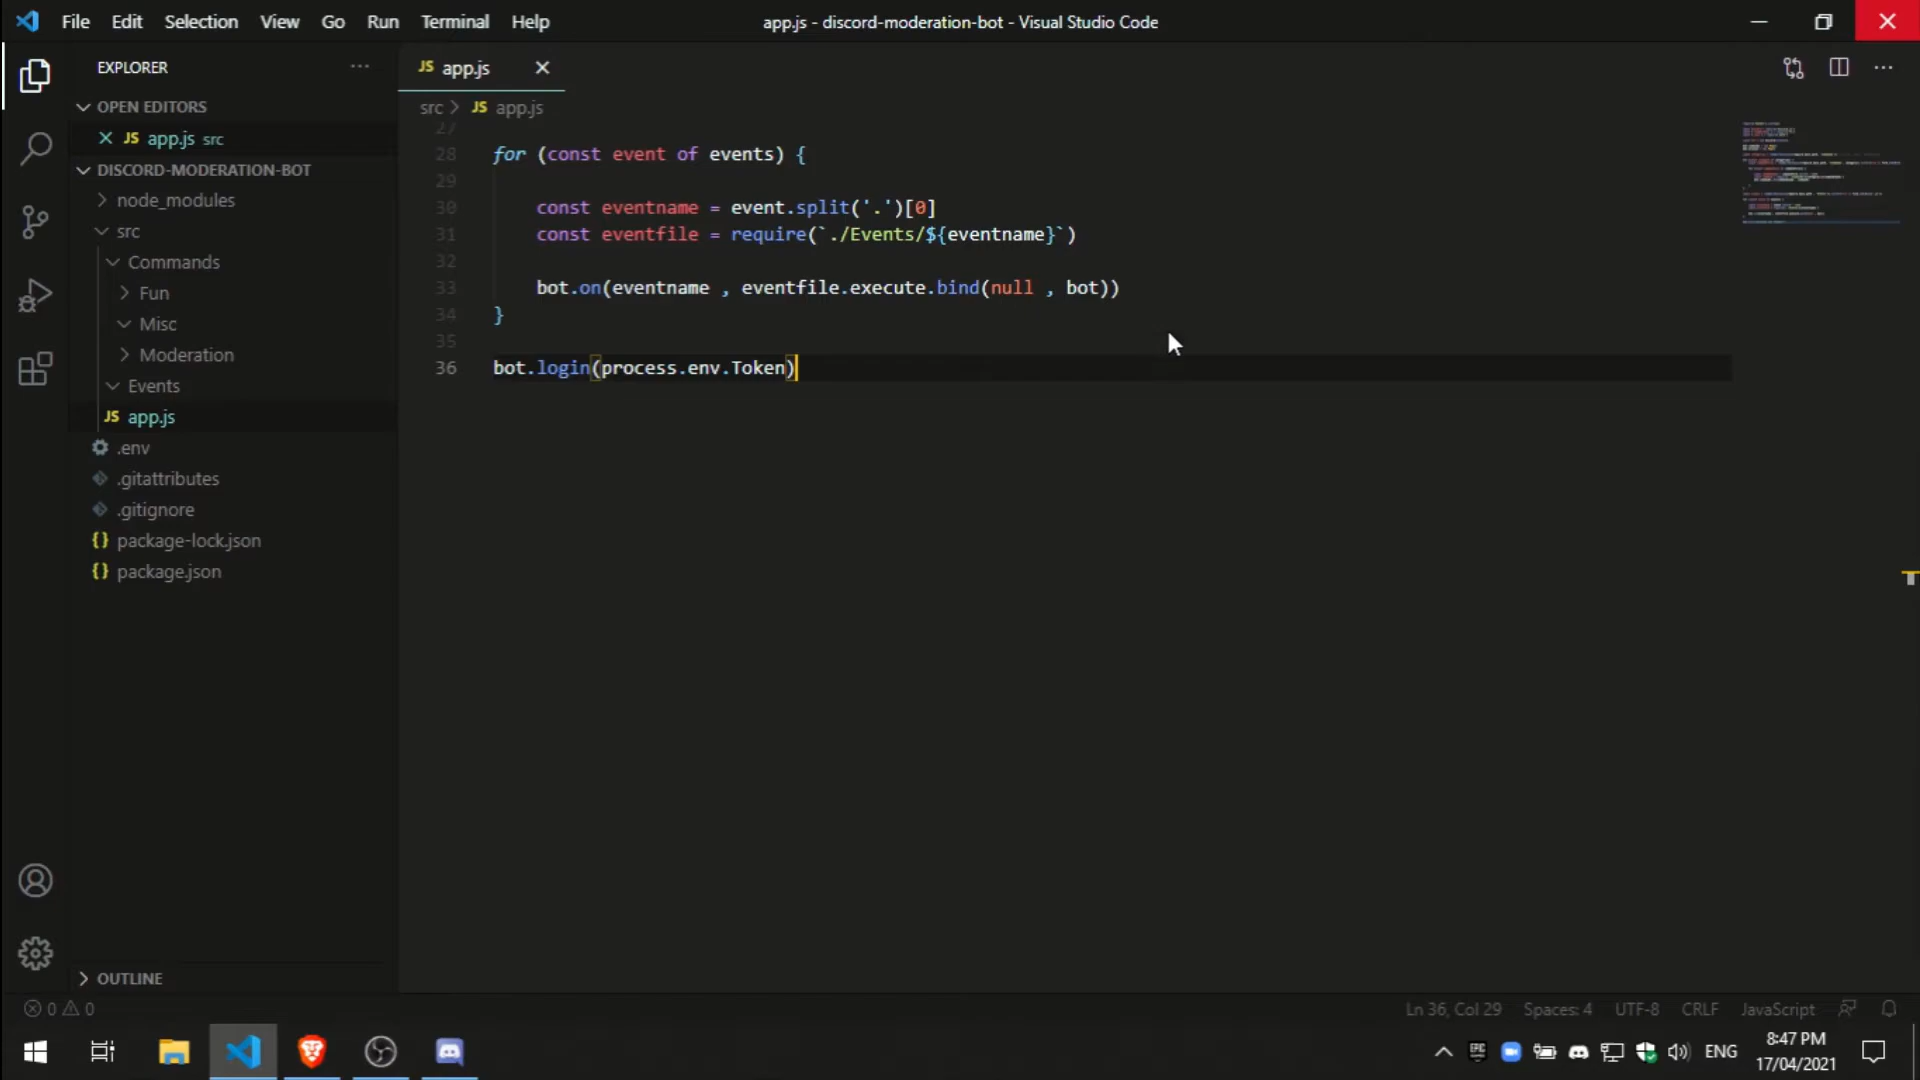 File Edit Selection View Go Run Terminal Help
app.js - discord-moderation-bot - Visual Studio Code
EXPLORER
OPEN EDITORS
JS app.js src
DISCORD-MODERATION-BOT
node_modules
src
Commands
Fun
Misc
Moderation
Events
JS app.js
.env
.gitattributes
.gitignore
{} package-lock.json
{} package.json
OUTLINE
JS app.js
src > JS app.js
27
28 for (const event of events) {
29
30 const eventname = event.split('.')[0]
31 const eventfile = require(`./Events/${eventname}`)
32
33 bot.on(eventname , eventfile.execute.bind(null , bot))
34 }
35
36 bot.login(process.env.Token)
0 0
Ln 36, Col 29 Spaces: 4 UTF-8 CRLF JavaScript
ENG
8:47 PM
17/04/2021